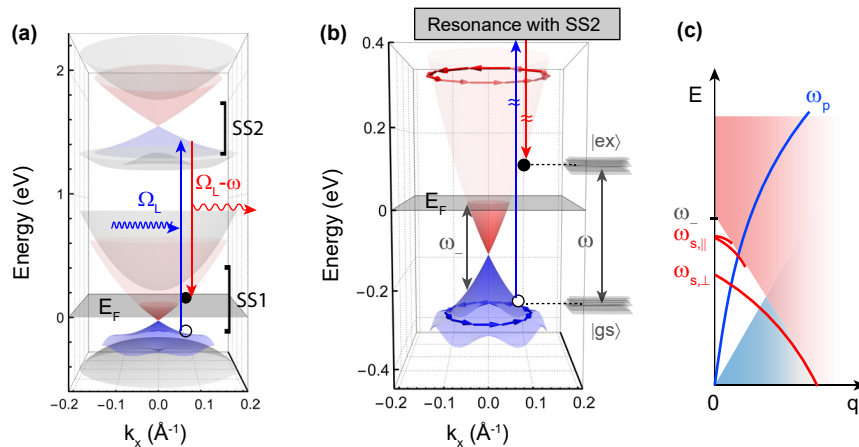 (a)
Energy (eV)
2
1
0
SS2
Ω_L
Ω_L-ω
E_F
SS1
-0.2 -0.1 0.0 0.1 0.2
k_x (Å⁻¹)
(b)
Resonance with SS2
Energy (eV)
0.4
0.2
0
-0.2
-0.4
≈
≈
|ex⟩
E_F
ω_-
ω
|gs⟩
-0.2 -0.1 0.0 0.1 0.2
k_x (Å⁻¹)
(c)
E
ω_p
ω_-
ω_s,||
ω_s,⊥
0
q